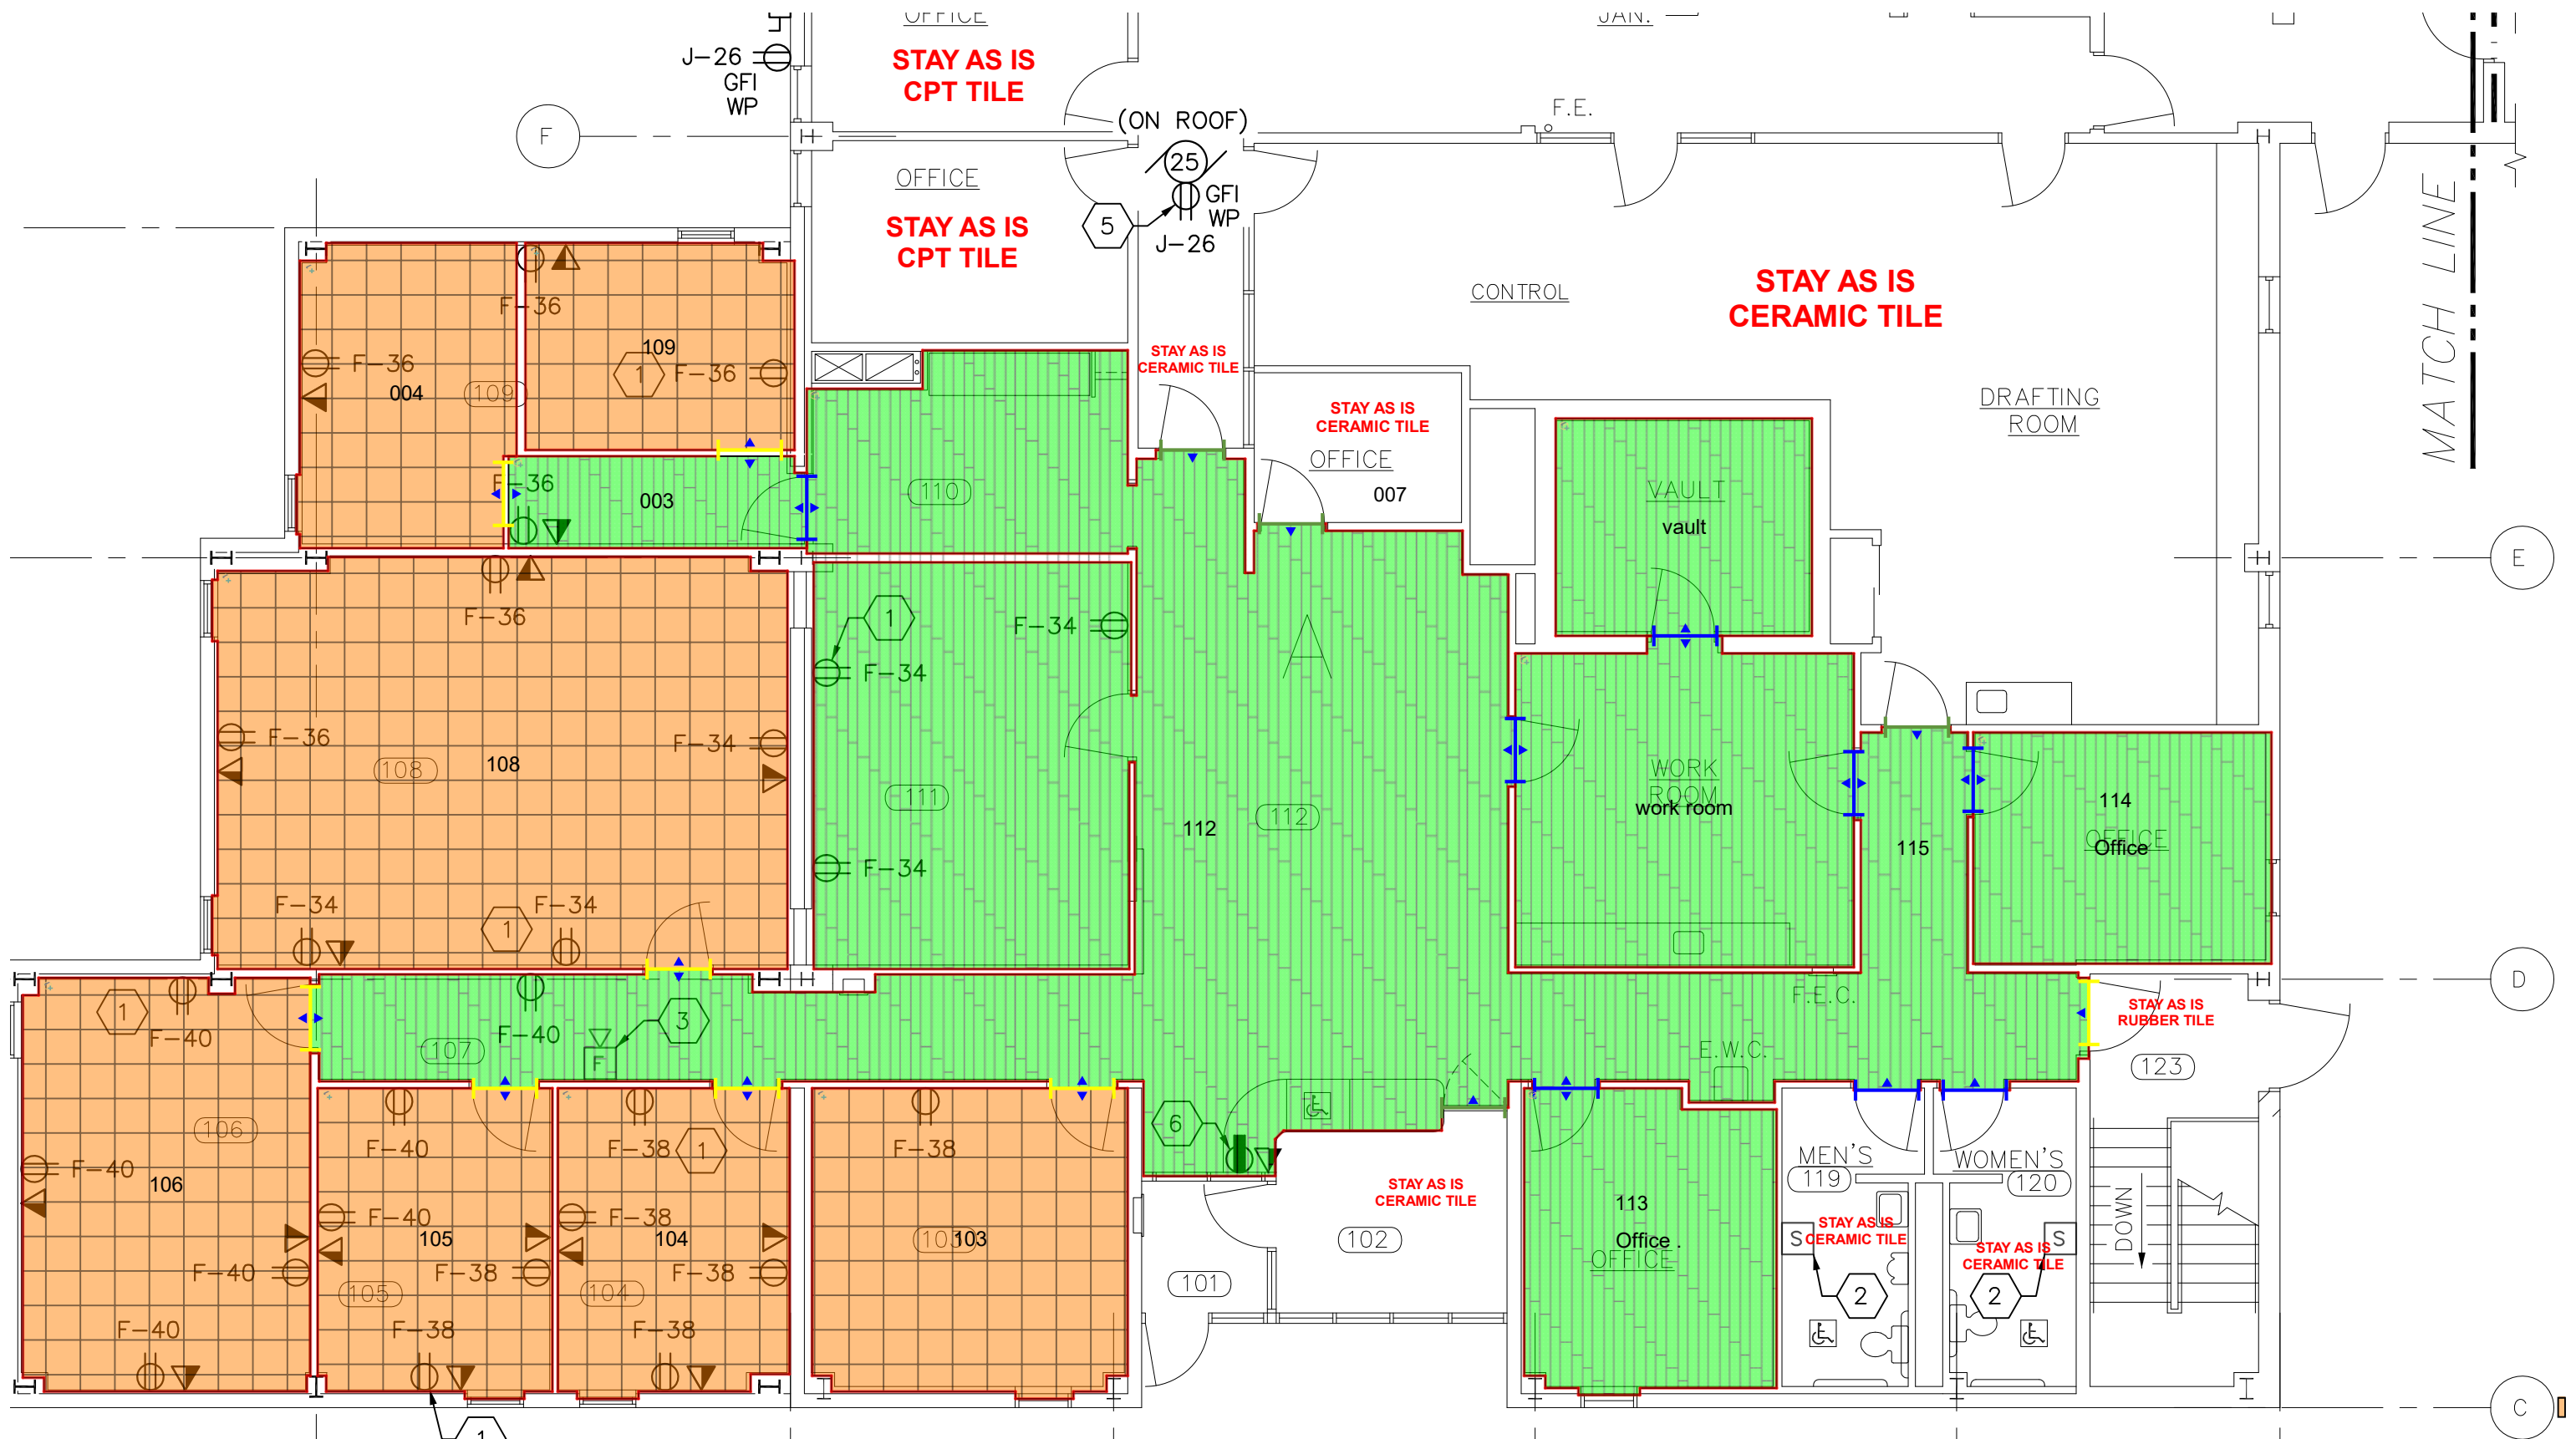 OFFICE
JAN.
J-26
GFI
WP
STAY AS IS
CPT TILE
F.E.
F
(ON ROOF)
25
GFI
WP
J-26
5
OFFICE
STAY AS IS
CPT TILE
MATCH LINE
CONTROL
STAY AS IS
CERAMIC TILE
F-36
109
1
F-36
F-36
004
109
STAY AS IS
CERAMIC TILE
STAY AS IS
CERAMIC TILE
OFFICE
007
DRAFTING
ROOM
F-36
003
110
VAULT
vault
E
F-36
1
F-34
F-34
A
F-36
F-34
108
108
111
112
112
WORK
ROOM
work room
114
OFFICE
Office
115
F-34
F-34
1
F-34
D
1
F-40
F-40
3
107
F
F.E.C.
E.W.C.
STAY AS IS
RUBBER TILE
123
106
F-40
106
F-40
F-40
F-40
F-40
105
F-38
105
F-38
F-38
1
F-38
104
F-38
104
F-38
F-38
103
103
6
STAY AS IS
CERAMIC TILE
102
101
113
Office .
OFFICE
MEN'S
119
STAY AS IS
CERAMIC TILE
S
2
WOMEN'S
120
STAY AS IS
CERAMIC TILE
S
2
DOWN
C
1